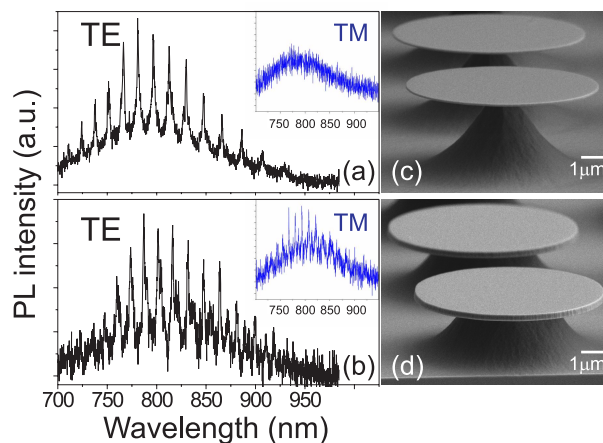 PL intensity (a.u.)
TE
TM
750 800 850 900
(a)
(c)
1μm
TE
TM
750 800 850 900
(b)
(d)
1μm
700 750 800 850 900 950
Wavelength (nm)